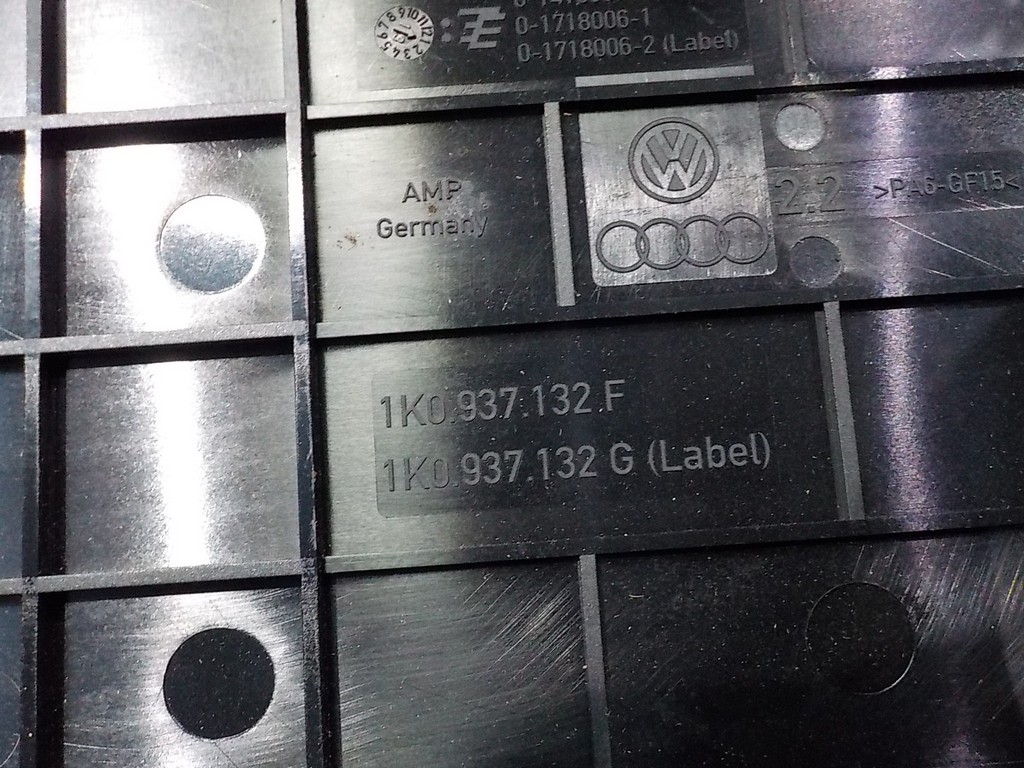 0-1718006-1
0-1718006-2 (Label)
AMP
Germany
VW
2.2 >PA6-GF15<
1K0.937.132.F
1K0.937.132 G (Label)